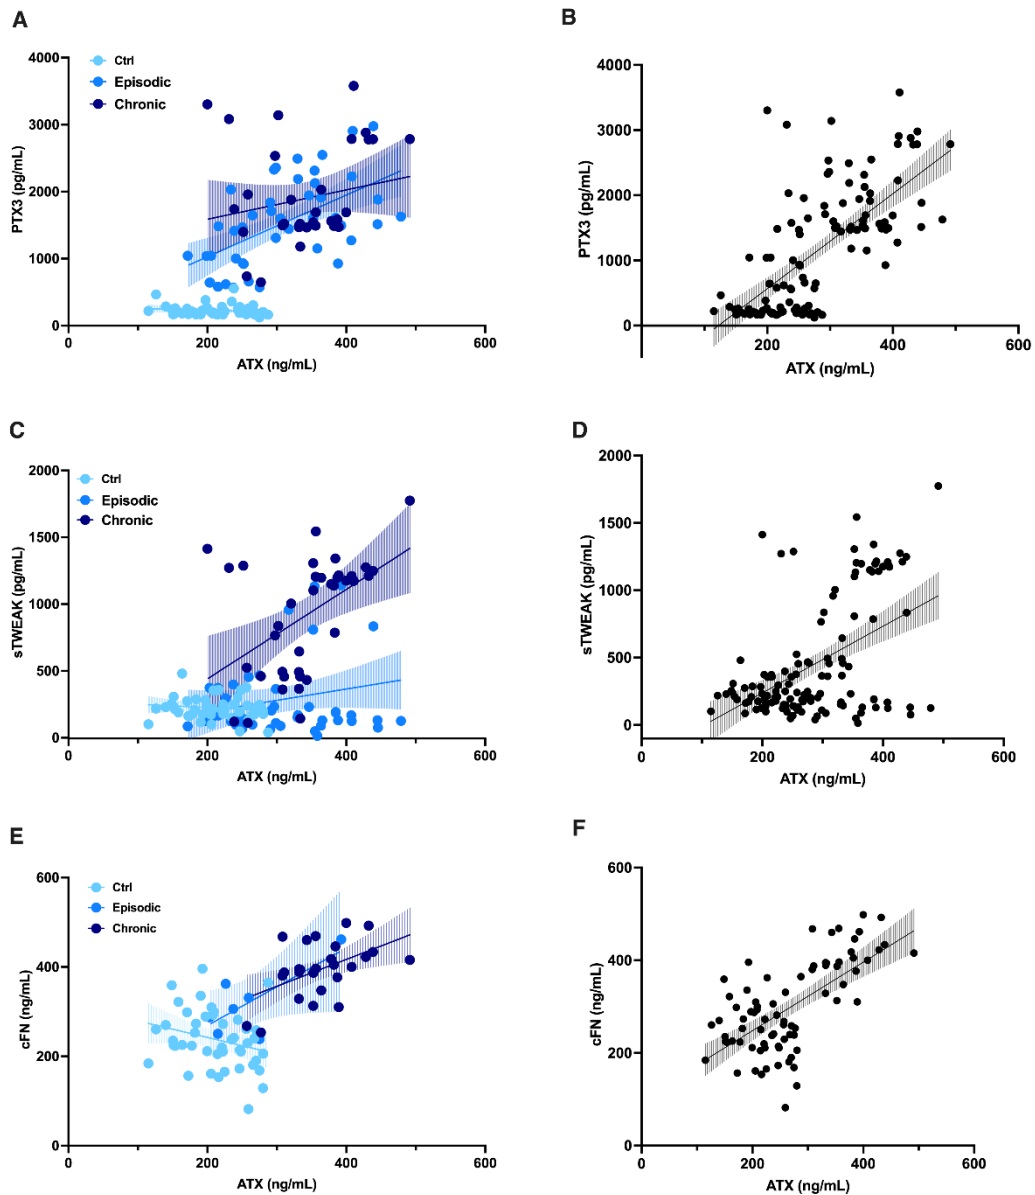 A
4000
3000
2000
1000
0
PTX3 (pg/mL)
Ctrl
Episodic
Chronic
0
200
400
600
ATX (ng/mL)
B
4000
3000
2000
1000
0
PTX3 (pg/mL)
200
400
600
ATX (ng/mL)
C
2000
1500
1000
500
0
sTWEAK (pg/mL)
Ctrl
Episodic
Chronic
0
200
400
600
ATX (ng/mL)
D
2000
1500
1000
500
0
sTWEAK (pg/mL)
0
200
400
600
ATX (ng/mL)
E
600
400
200
0
cFN (ng/mL)
Ctrl
Episodic
Chronic
0
200
400
600
ATX (ng/mL)
F
600
400
200
0
cFN (ng/mL)
0
200
400
600
ATX (ng/mL)